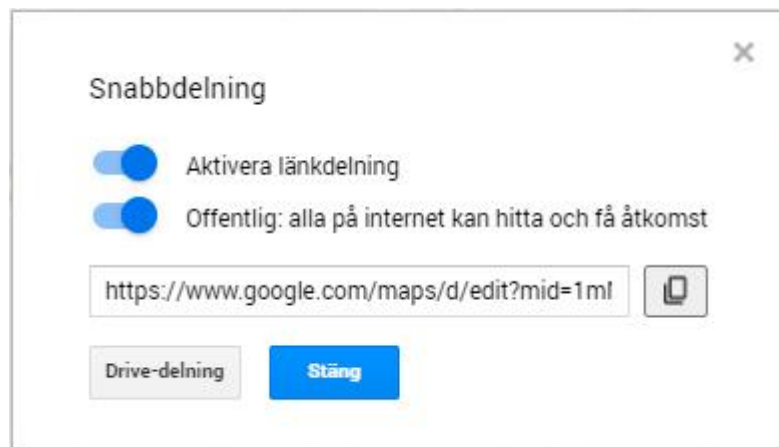 Snabbdelning
Aktivera länkdelning
Offentlig: alla på internet kan hitta och få åtkomst
https://www.google.com/maps/d/edit?mid=1m
Drive-delning
Stäng